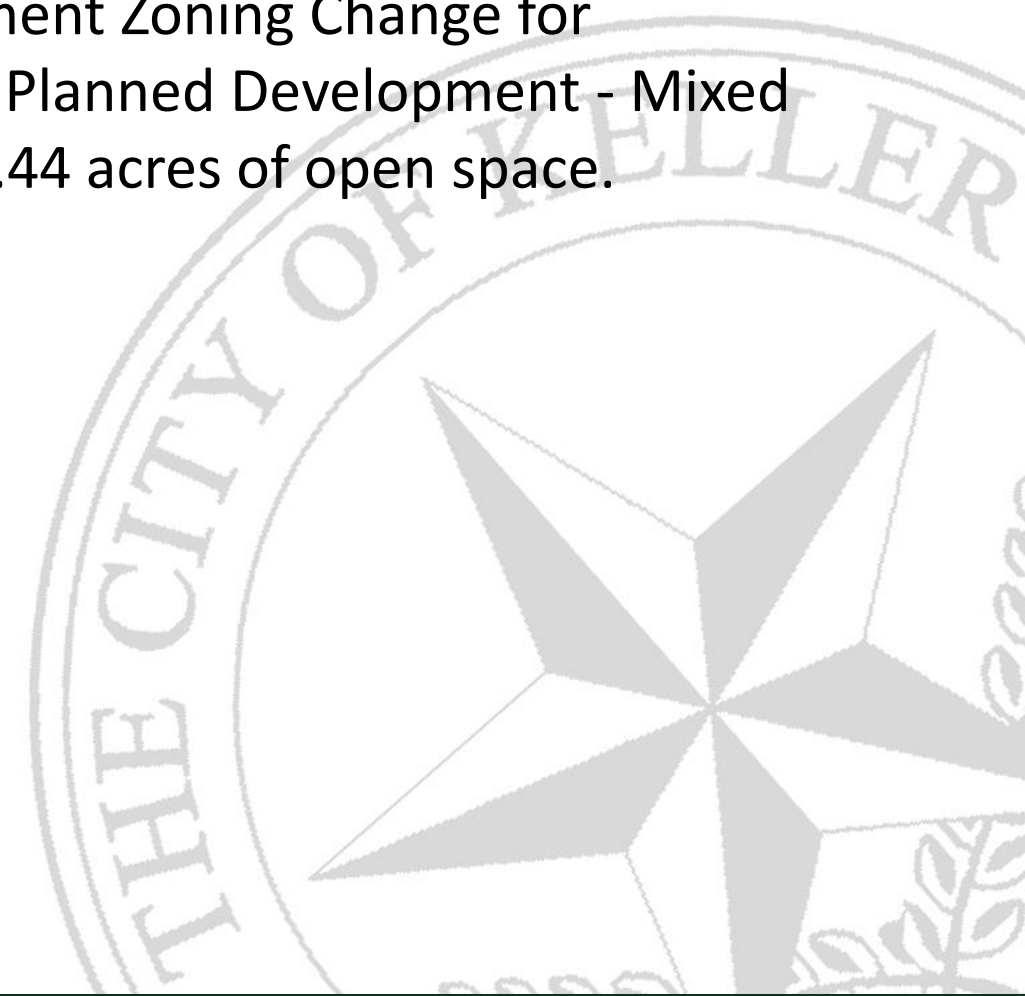 ment Zoning Change for
Planned Development - Mixed
.44 acres of open space.
THE CITY OF KELLER